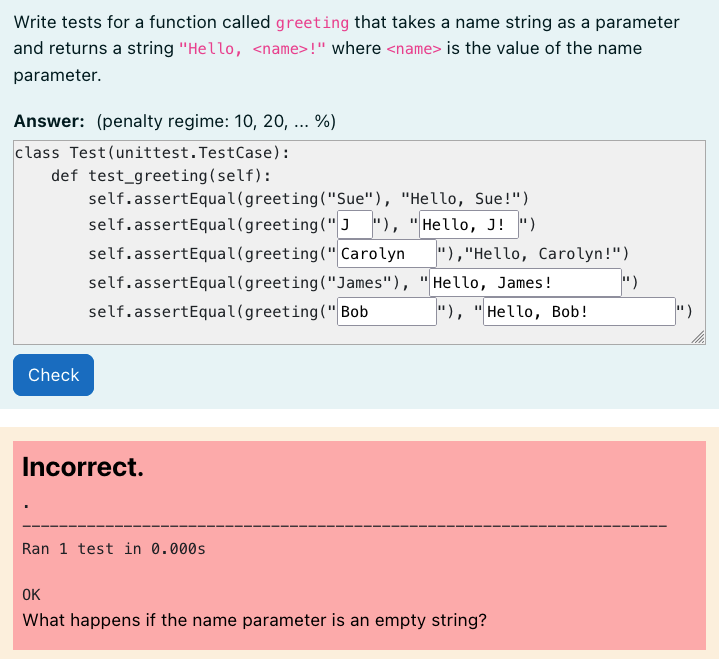 Write tests for a function called greeting that takes a name string as a parameter
and returns a string "Hello, <name>!" where <name> is the value of the name
parameter.
Answer: (penalty regime: 10, 20, ... %)
class Test(unittest.TestCase):
    def test_greeting(self):
        self.assertEqual(greeting("Sue"), "Hello, Sue!")
        self.assertEqual(greeting("J"), "Hello, J!")
        self.assertEqual(greeting("Carolyn"),"Hello, Carolyn!")
        self.assertEqual(greeting("James"), "Hello, James!")
        self.assertEqual(greeting("Bob"), "Hello, Bob!")
Check
Incorrect.
.
----------------------------------------------------------------------
Ran 1 test in 0.000s
OK
What happens if the name parameter is an empty string?